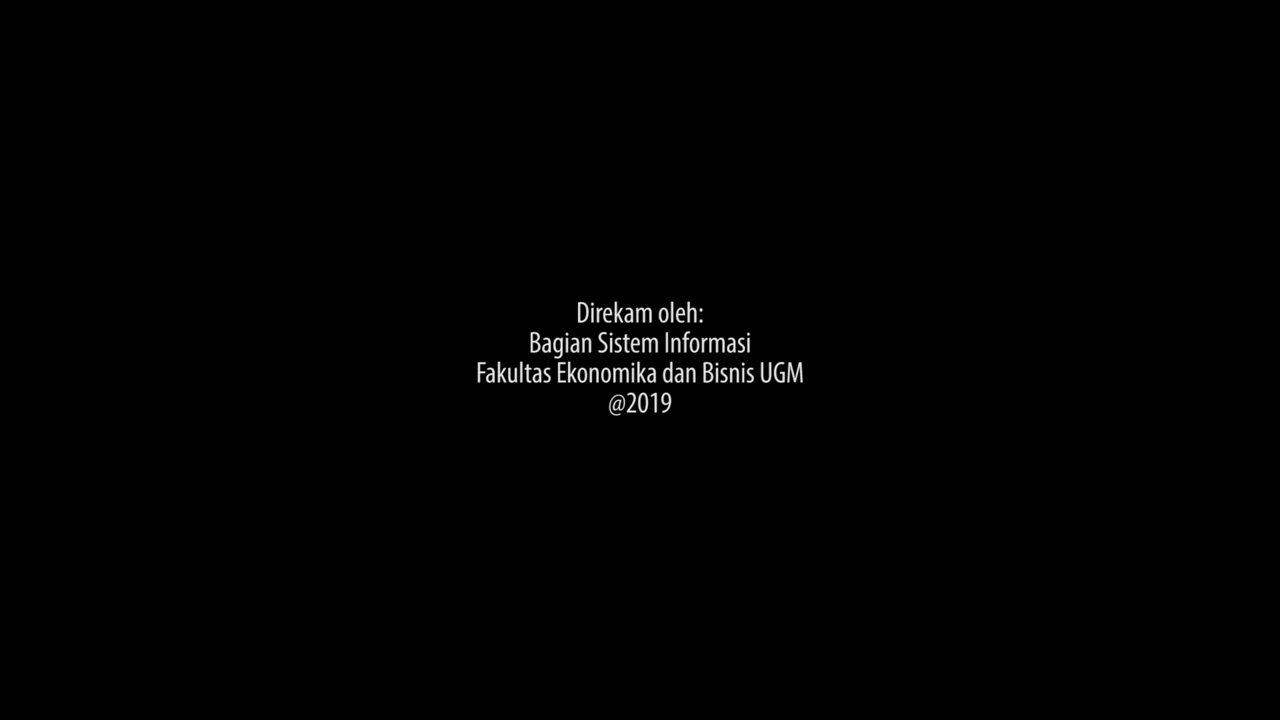 Direkam oleh:
Bagian Sistem Informasi
Fakultas Ekonomika dan Bisnis UGM
@2019